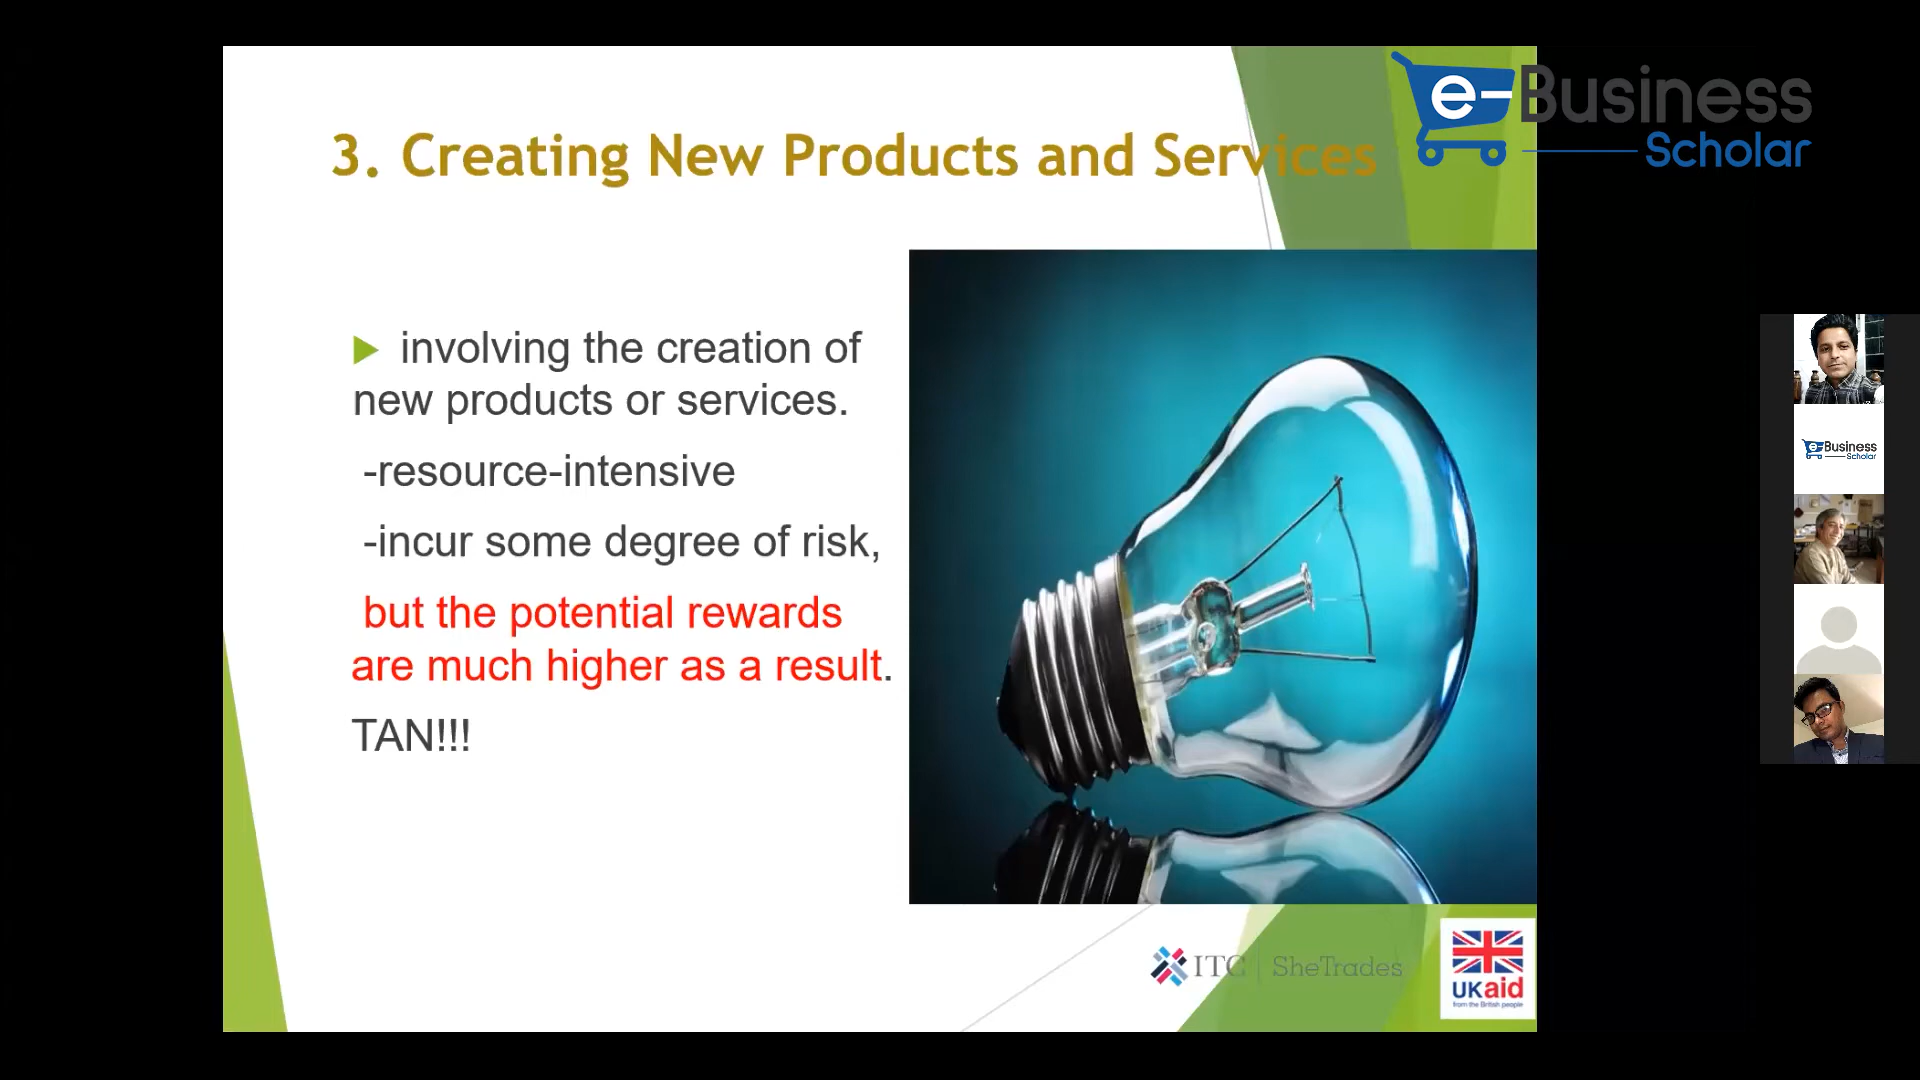 e-Business
Scholar
3. Creating New Products and Services
involving the creation of
new products or services.
-resource-intensive
-incur some degree of risk,
but the potential rewards
are much higher as a result.
TAN!!!
e-Business
Scholar
ITC | SheTrades
UKaid
from the British people